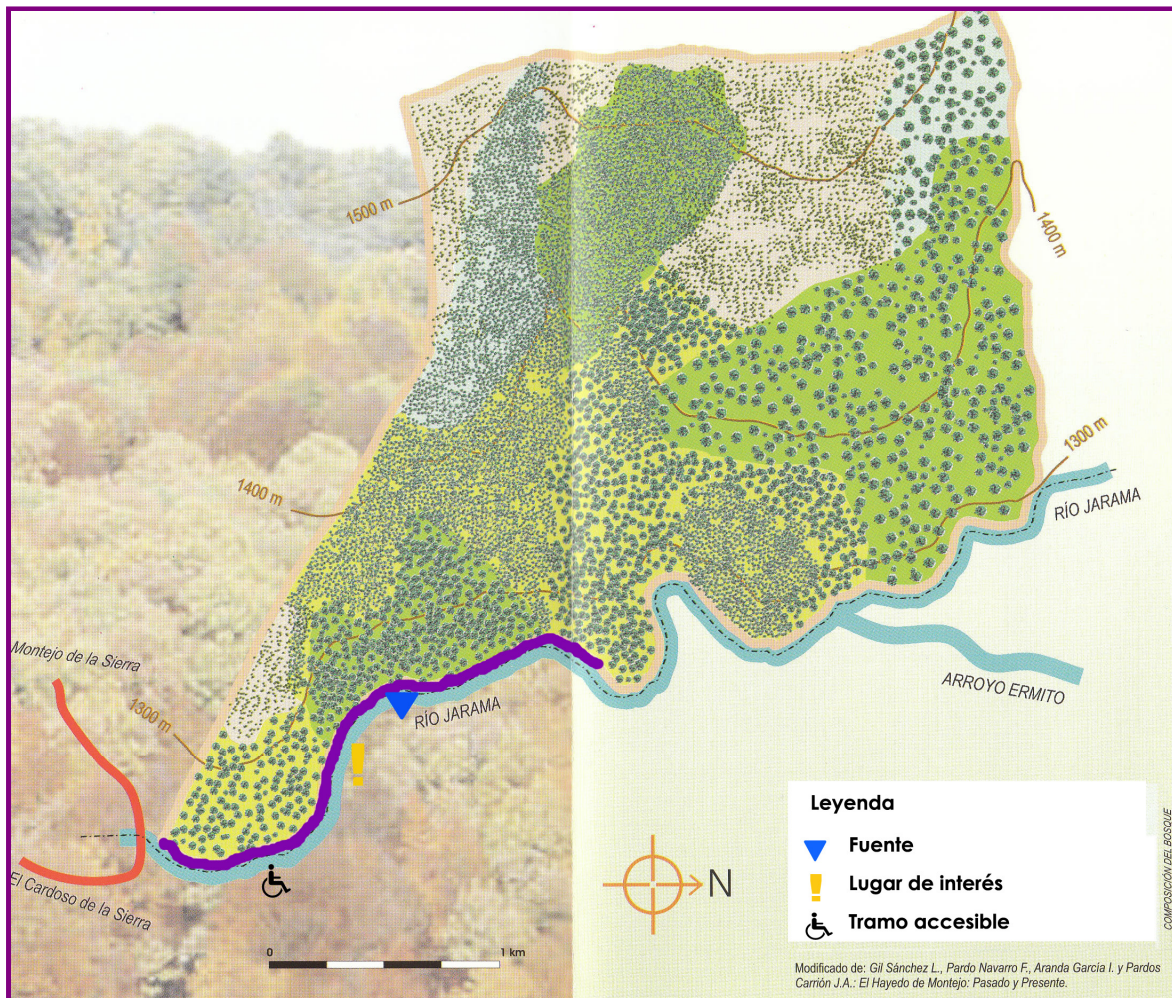 1500 m
1400 m
1400 m
1300 m
RÍO JARAMA
Montejo de la Sierra
1300 m
RÍO JARAMA
ARROYO ERMITO
El Cardoso de la Sierra
N
0 1 km
Leyenda
Fuente
Lugar de interés
Tramo accesible
COMPOSICIÓN DEL BOQUE
Modificado de: Gil Sánchez L., Pardo Navarro F., Aranda García I. y Pardos
Carrión J.A.: El Hayedo de Montejo: Pasado y Presente.